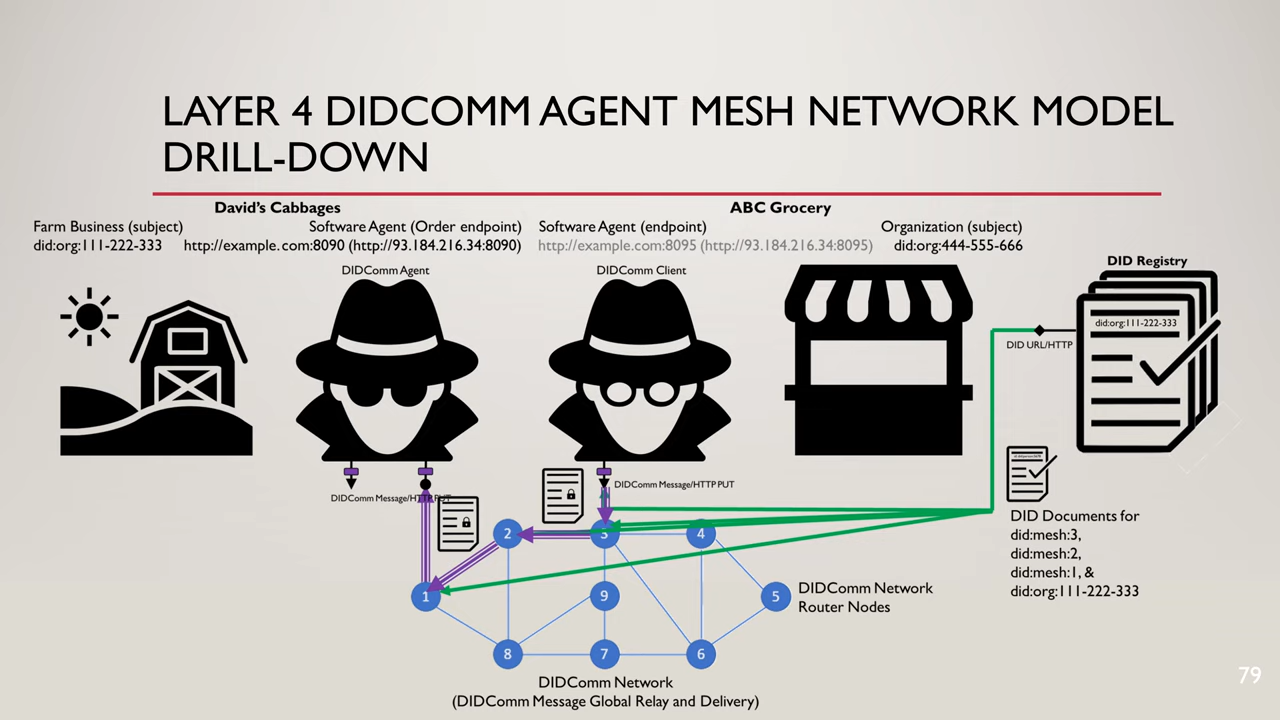 LAYER 4 DIDCOMM AGENT MESH NETWORK MODEL
DRILL-DOWN
David's Cabbages
ABC Grocery
Farm Business (subject)
Software Agent (Order endpoint)
Software Agent (endpoint)
Organization (subject)
did:org:111-222-333
http://example.com:8090 (http://93.184.216.34:8090)
http://example.com:8095 (http://93.184.216.34:8095)
did:org:444-555-666
DIDComm Agent
DIDComm Client
DID Registry
did:org:111-222-333
DID URL/HTTP
DIDComm Message/HTTP PUT
DIDComm Message/HTTP PUT
DID Documents for
did:mesh:3,
did:mesh:2,
did:mesh:1, &
did:org:111-222-333
2
3
4
1
9
5
DIDComm Network
Router Nodes
8
7
6
DIDComm Network
(DIDComm Message Global Relay and Delivery)
79